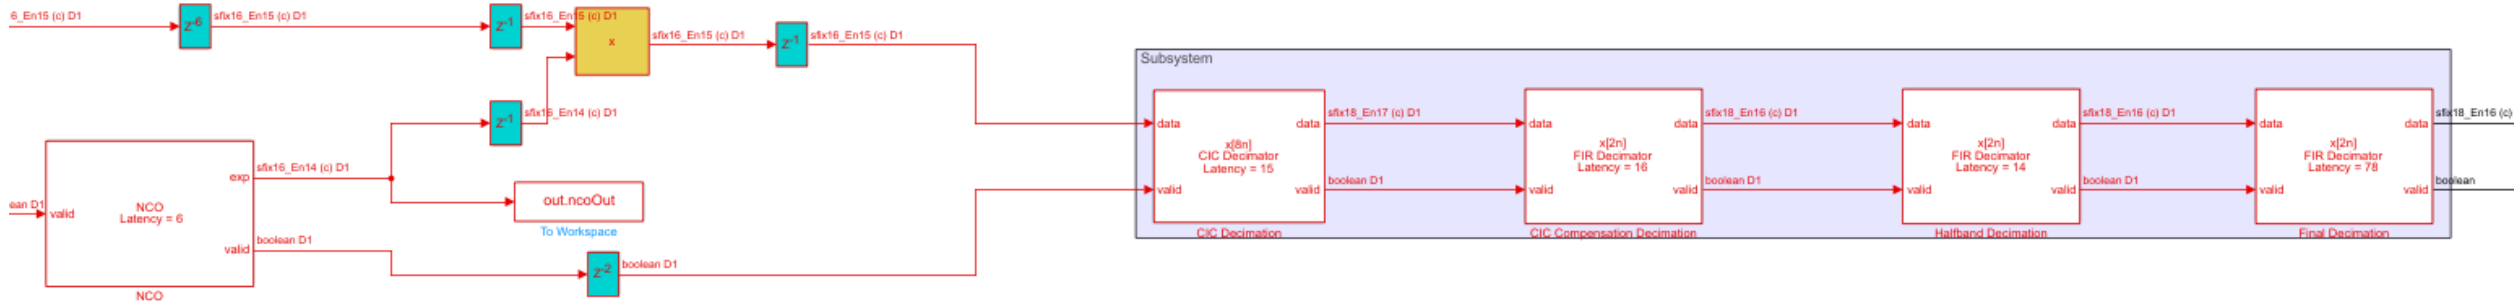 6_En15 (c) D1
z-6
sfix16_En15 (c) D1
z-1
sfix16_En15 (c) D1
x
sfix16_En15 (c) D1
z-1
sfix16_En15 (c) D1
z-1
sfix16_En14 (c) D1
ean D1
valid
NCO
Latency = 6
exp
valid
NCO
sfix16_En14 (c) D1
out.ncoOut
To Workspace
boolean D1
z-2
boolean D1
Subsystem
data
valid
x[8n]
CIC Decimator
Latency = 15
data
valid
CIC Decimation
sfix18_En17 (c) D1
boolean D1
data
valid
x[2n]
FIR Decimator
Latency = 16
data
valid
CIC Compensation Decimation
sfix18_En16 (c) D1
boolean D1
data
valid
x[2n]
FIR Decimator
Latency = 14
data
valid
Halfband Decimation
sfix18_En16 (c) D1
boolean D1
data
valid
x[2n]
FIR Decimator
Latency = 78
data
valid
Final Decimation
sfix18_En16 (c)
boolean